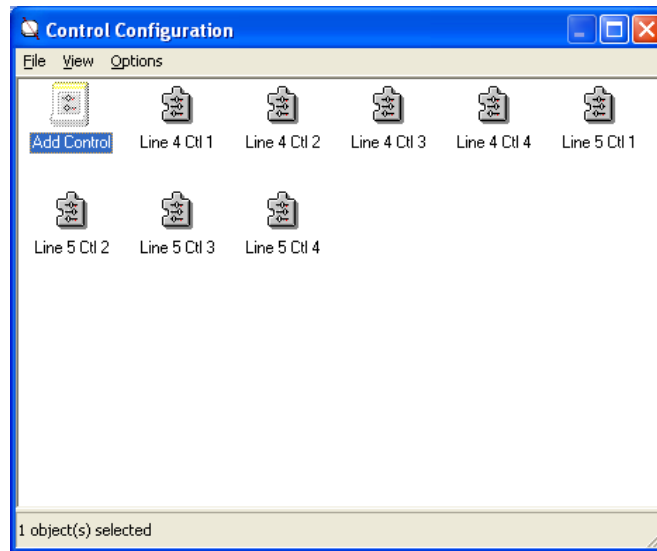 Control Configuration
File View Options
Add Control Line 4 Ctl 1 Line 4 Ctl 2 Line 4 Ctl 3 Line 4 Ctl 4 Line 5 Ctl 1
Line 5 Ctl 2 Line 5 Ctl 3 Line 5 Ctl 4
1 object(s) selected